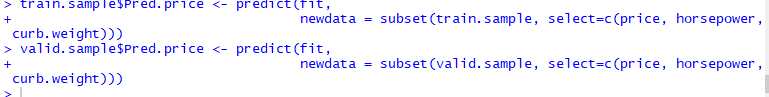 > train.sample$Pred.price <- predict(fit,
+                                    newdata = subset(train.sample, select=c(price, horsepower,
curb.weight)))
> valid.sample$Pred.price <- predict(fit,
+                                    newdata = subset(valid.sample, select=c(price, horsepower,
curb.weight)))
>